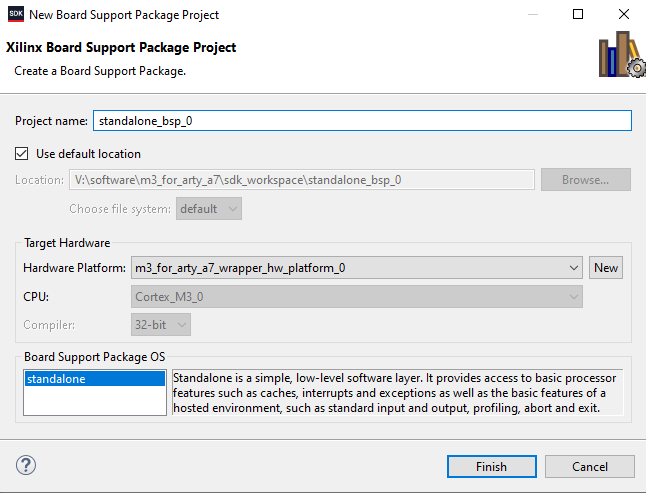 SDK New Board Support Package Project
Xilinx Board Support Package Project
Create a Board Support Package.
Project name: standalone_bsp_0
Use default location
Location: V:\software\m3_for_arty_a7\sdk_workspace\standalone_bsp_0 Browse...
Choose file system: default
Target Hardware
Hardware Platform: m3_for_arty_a7_wrapper_hw_platform_0 New
CPU: Cortex_M3_0
Compiler: 32-bit
Board Support Package OS
standalone
Standalone is a simple, low-level software layer. It provides access to basic processor
features such as caches, interrupts and exceptions as well as the basic features of a
hosted environment, such as standard input and output, profiling, abort and exit.
? Finish Cancel